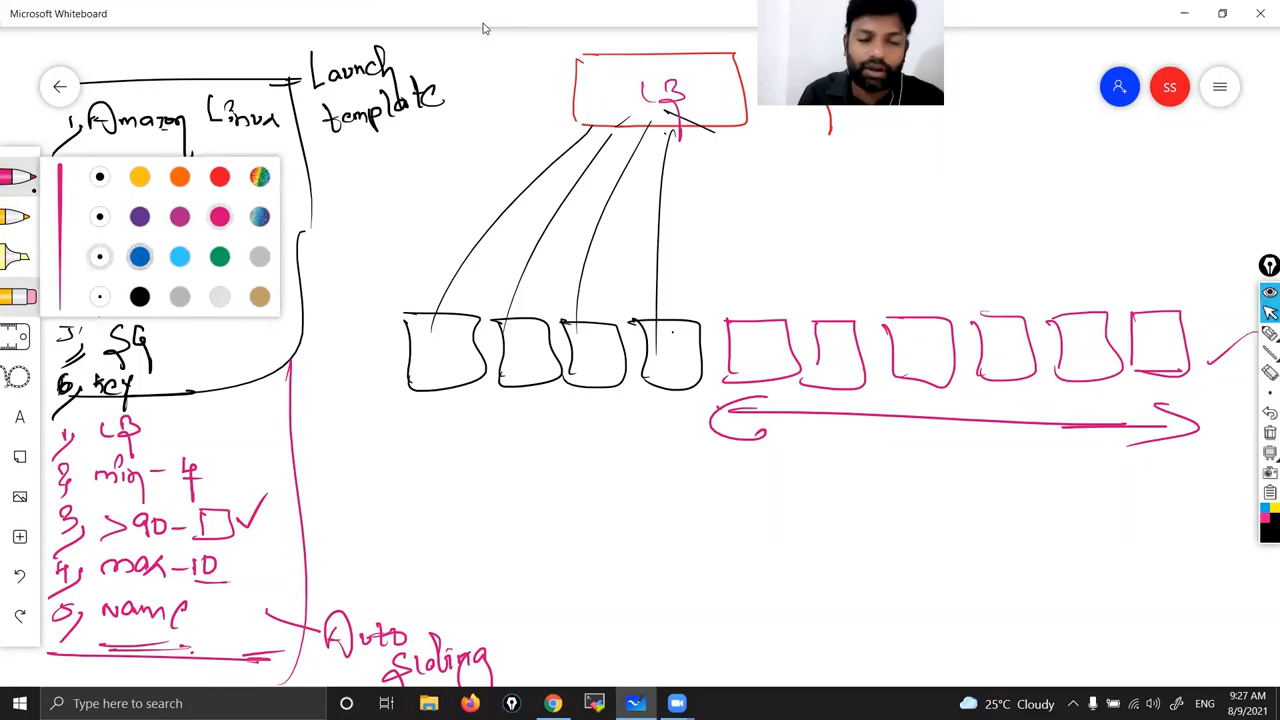 Microsoft Whiteboard
Launch
template
1, Amazon Linux
LB
SS
5, SG
6, key
1, LB
2, min - 4
3, >90 -
4, max - 10
5, Name
Auto
Scaling
A
Type here to search
25°C Cloudy
ENG
9:27 AM
8/9/2021